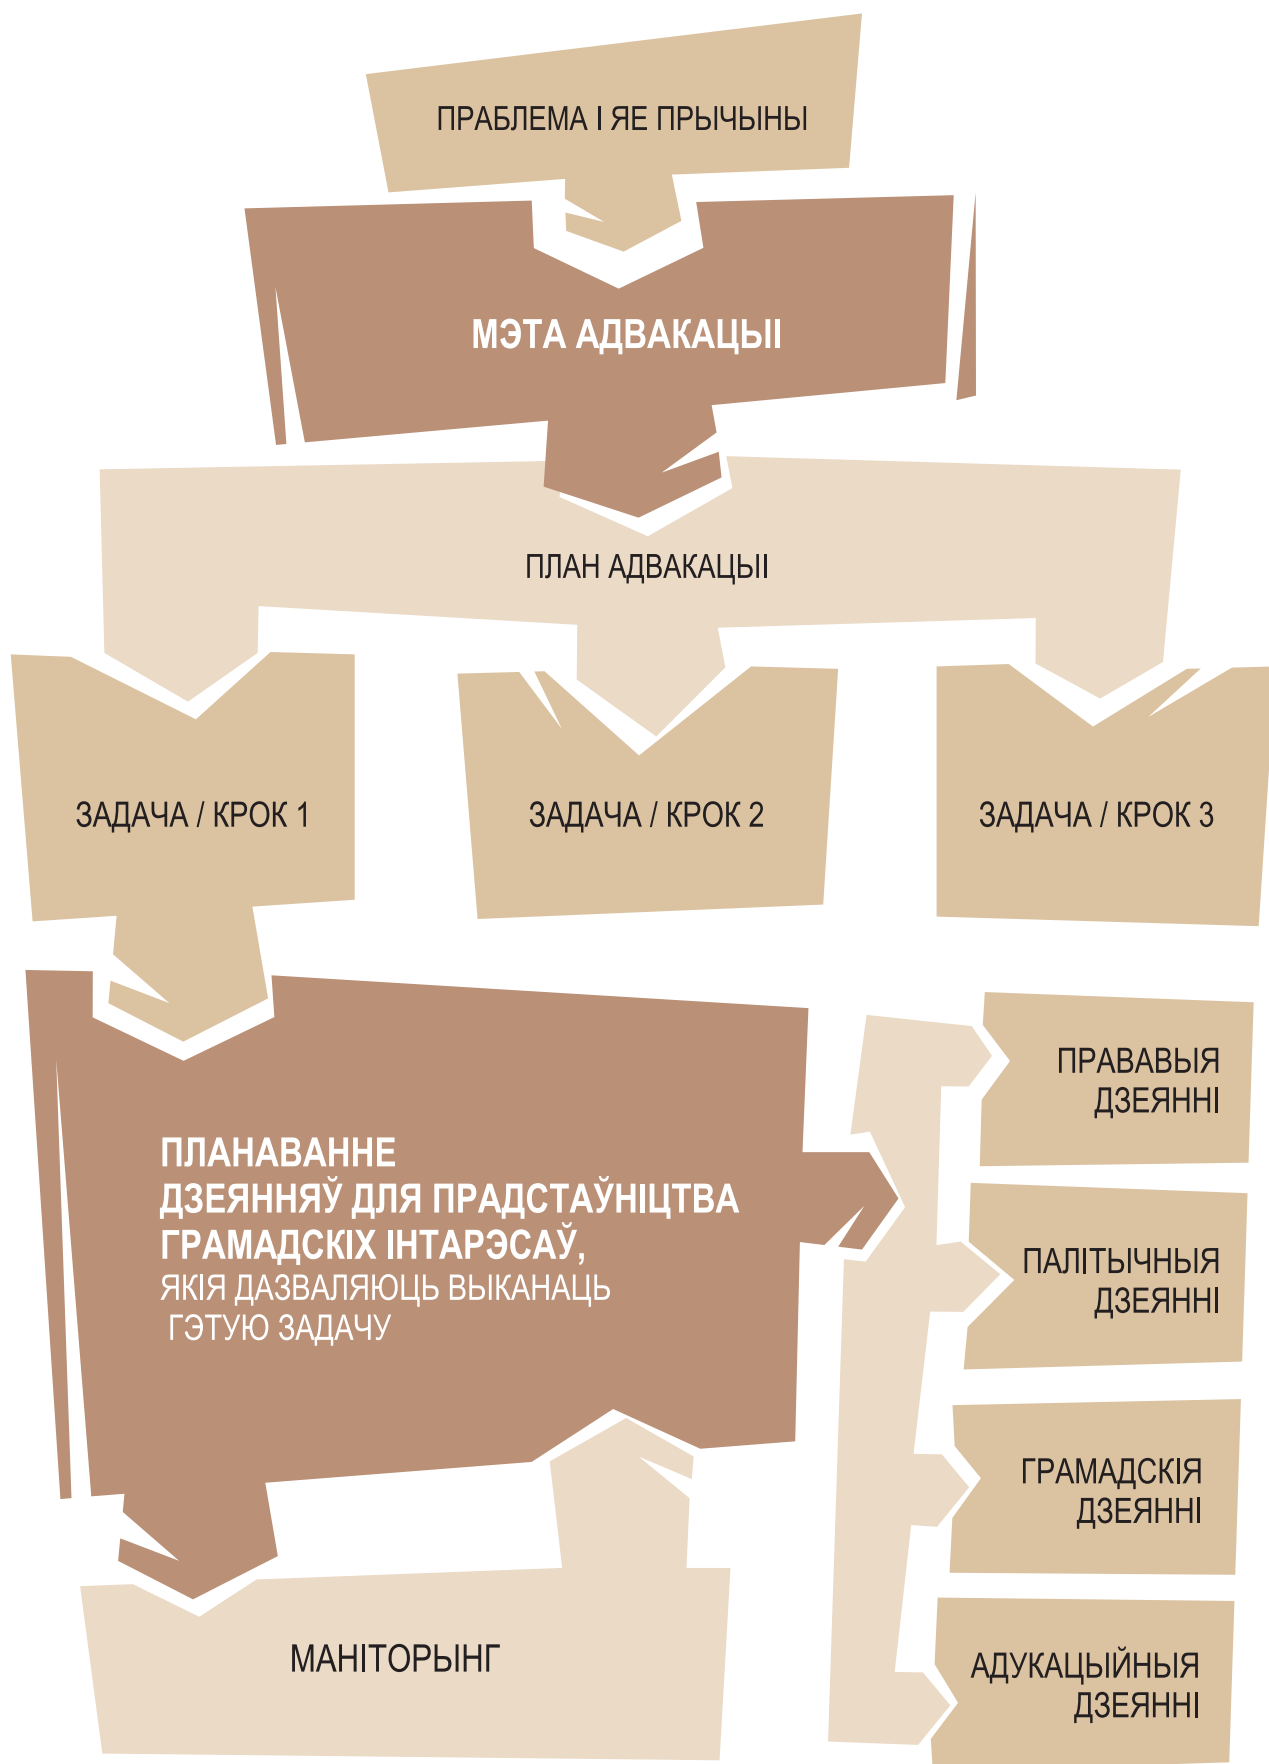 ПРАБЛЕМА І ЯЕ ПРЫЧЫНЫ
МЭТА АДВАКАЦЫІ
ПЛАН АДВАКАЦЫІ
ЗАДАЧА / КРОК 1
ЗАДАЧА / КРОК 2
ЗАДАЧА / КРОК 3
ПЛАНАВАННЕ
ДЗЕЯННЯЎ ДЛЯ ПРАДСТАЎНІЦТВА
ГРАМАДСКІХ ІНТАРЭСАЎ,
ЯКІЯ ДАЗВАЛЯЮЦЬ ВЫКАНАЦЬ
ГЭТУЮ ЗАДАЧУ
ПРАВАВЫЯ
ДЗЕЯННІ
ПАЛІТЫЧНЫЯ
ДЗЕЯННІ
ГРАМАДСКІЯ
ДЗЕЯННІ
АДУКАЦЫЙНЫЯ
ДЗЕЯННІ
МАНІТОРЫНГ